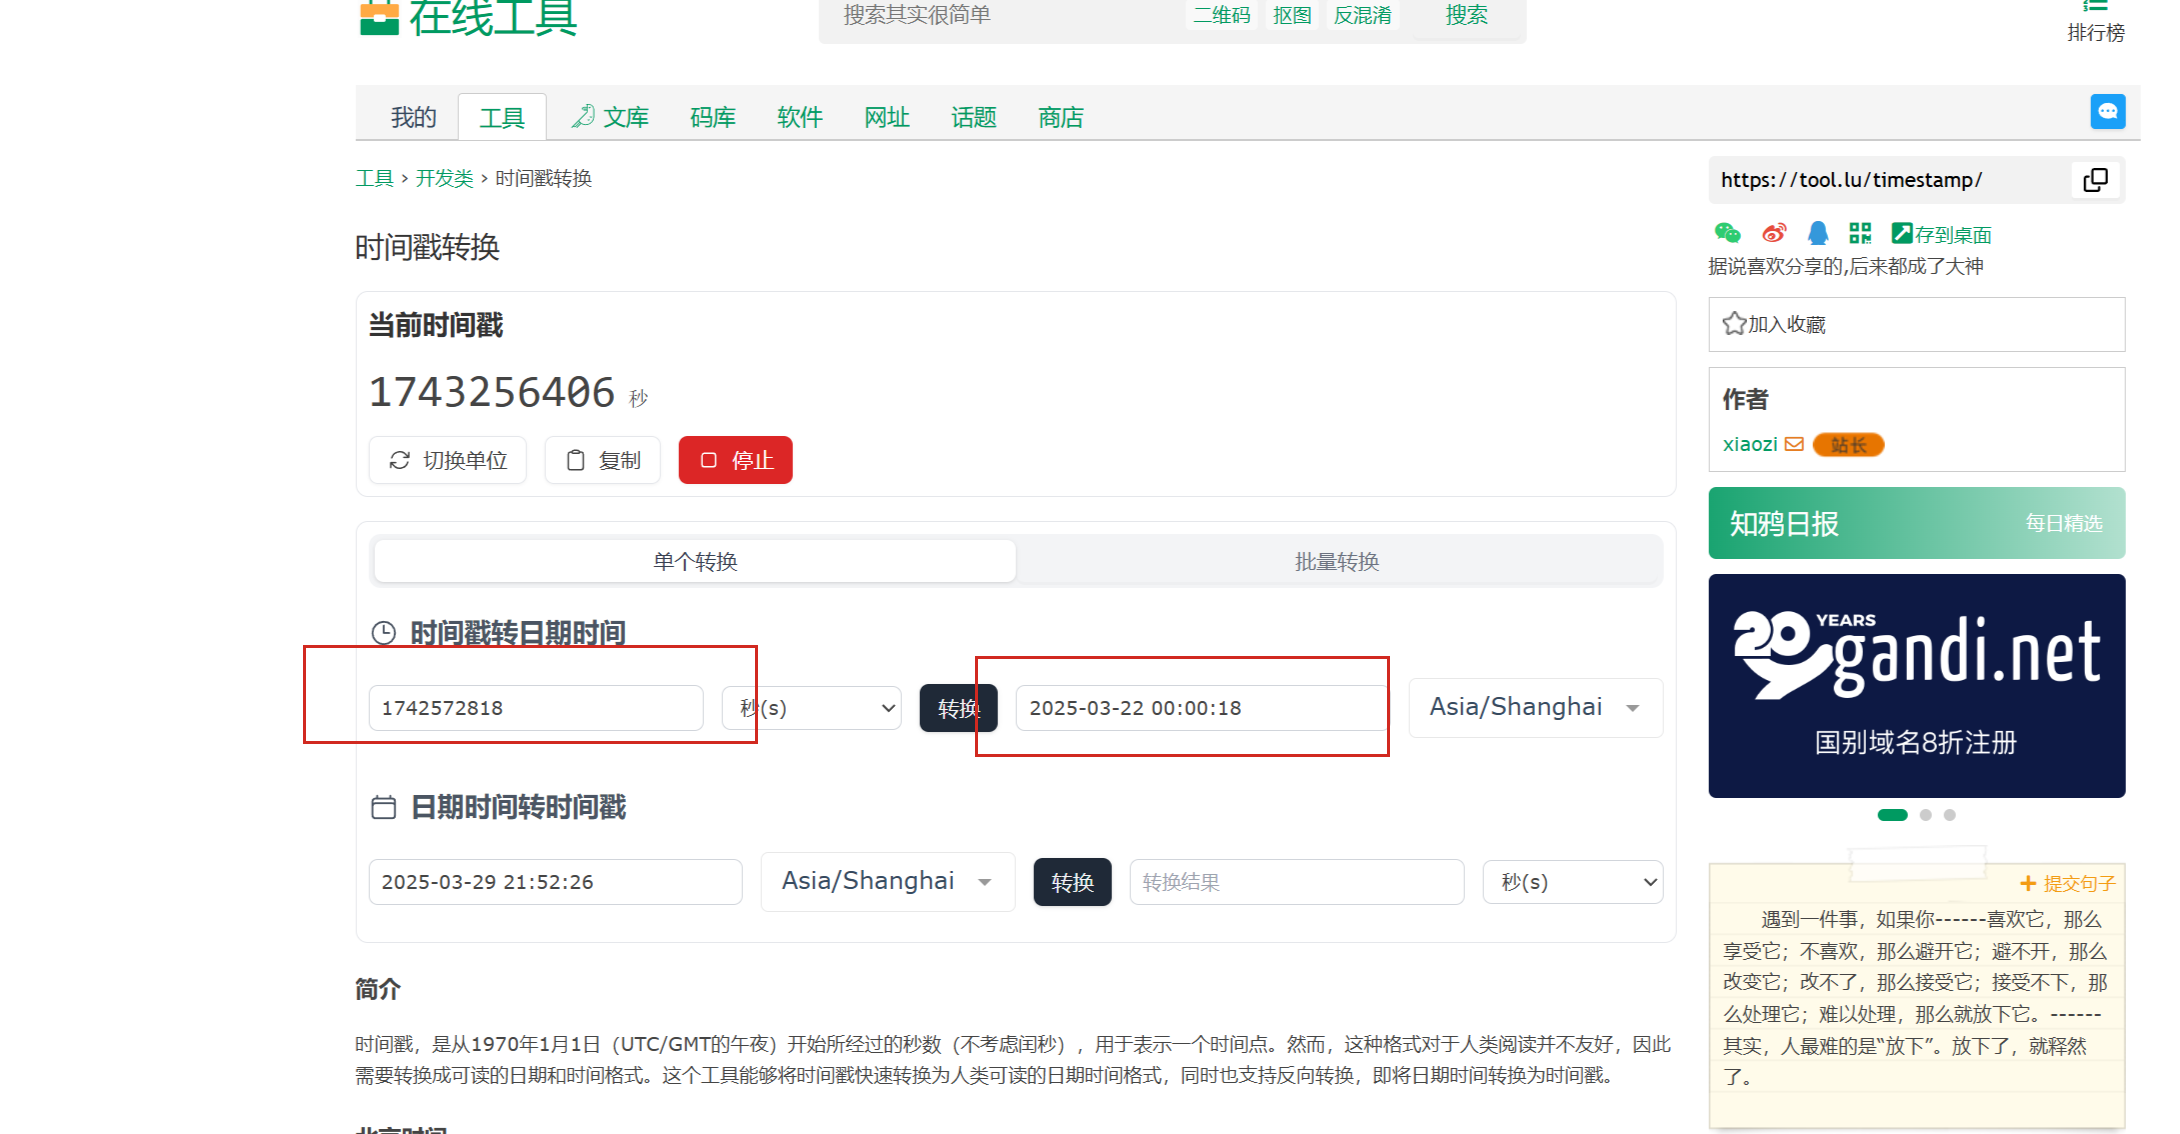 在线工具
搜索其实很简单
二维码 抠图 反混淆 搜索
排行榜
我的 工具 文库 码库 软件 网址 话题 商店
工具 › 开发类 › 时间戳转换
时间戳转换
当前时间戳
1743256406 秒
切换单位 复制 停止
单个转换 批量转换
时间戳转日期时间
1742572818 秒(s) 转换 2025-03-22 00:00:18 Asia/Shanghai
日期时间转时间戳
2025-03-29 21:52:26 Asia/Shanghai 转换 转换结果 秒(s)
简介
时间戳，是从1970年1月1日（UTC/GMT的午夜）开始所经过的秒数（不考虑闰秒），用于表示一个时间点。然而，这种格式对于人类阅读并不友好，因此
需要转换成可读的日期和时间格式。这个工具能够将时间戳快速转换为人类可读的日期时间格式，同时也支持反向转换，即将日期时间转换为时间戳。
北京时间
https://tool.lu/timestamp/
存到桌面
据说喜欢分享的,后来都成了大神
加入收藏
作者
xiaozi 站长
知鸦日报 每日精选
20 YEARS
gandi.net
国别域名8折注册
提交句子
遇到一件事，如果你------喜欢它，那么
享受它；不喜欢，那么避开它；避不开，那么
改变它；改不了，那么接受它；接受不下，那
么处理它；难以处理，那么就放下它。------
其实，人最难的是“放下”。放下了，就释然
了。